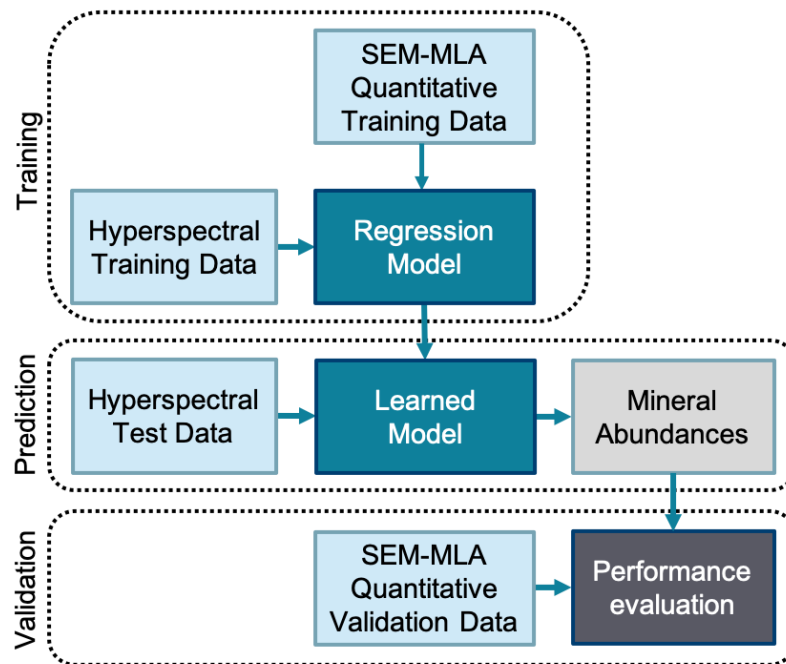 Training
SEM-MLA
Quantitative
Training Data
Hyperspectral
Training Data
Regression
Model
Prediction
Hyperspectral
Test Data
Learned
Model
Mineral
Abundances
Validation
SEM-MLA
Quantitative
Validation Data
Performance
evaluation